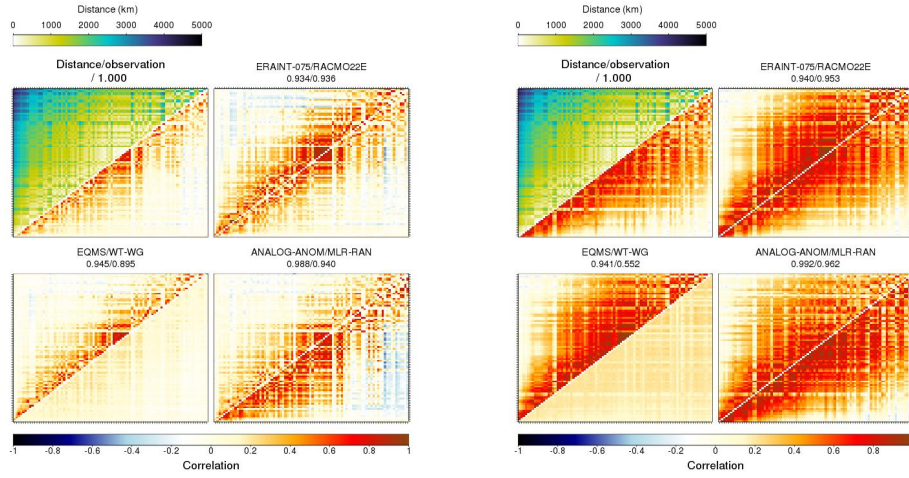 Distance (km)
0 1000 2000 3000 4000 5000
Distance/observation
/ 1.000
ERAINT-075/RACMO22E
0.934/0.936
EQMS/WT-WG
0.945/0.895
ANALOG-ANOM/MLR-RAN
0.988/0.940
-1 -0.8 -0.6 -0.4 -0.2 0 0.2 0.4 0.6 0.8 1
Correlation
Distance (km)
0 1000 2000 3000 4000 5000
Distance/observation
/ 1.000
ERAINT-075/RACMO22E
0.940/0.953
EQMS/WT-WG
0.941/0.552
ANALOG-ANOM/MLR-RAN
0.992/0.962
-1 -0.8 -0.6 -0.4 -0.2 0 0.2 0.4 0.6 0.8
Correlation